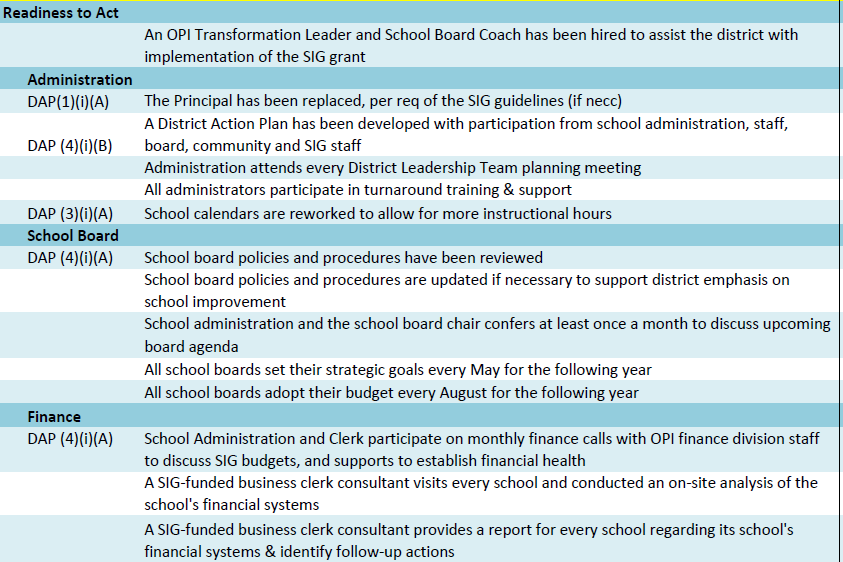 Readiness to Act
An OPI Transformation Leader and School Board Coach has been hired to assist the district with
implementation of the SIG grant
Administration
DAP(1)(i)(A) The Principal has been replaced, per req of the SIG guidelines (if necc)
A District Action Plan has been developed with participation from school administration, staff,
DAP (4)(i)(B) board, community and SIG staff
Administration attends every District Leadership Team planning meeting
All administrators participate in turnaround training & support
DAP (3)(i)(A) School calendars are reworked to allow for more instructional hours
School Board
DAP (4)(i)(A) School board policies and procedures have been reviewed
School board policies and procedures are updated if necessary to support district emphasis on
school improvement
School administration and the school board chair confers at least once a month to discuss upcoming
board agenda
All school boards set their strategic goals every May for the following year
All school boards adopt their budget every August for the following year
Finance
DAP (4)(i)(A) School Administration and Clerk participate on monthly finance calls with OPI finance division staff
to discuss SIG budgets, and supports to establish financial health
A SIG-funded business clerk consultant visits every school and conducted an on-site analysis of the
school's financial systems
A SIG-funded business clerk consultant provides a report for every school regarding its school's
financial systems & identify follow-up actions